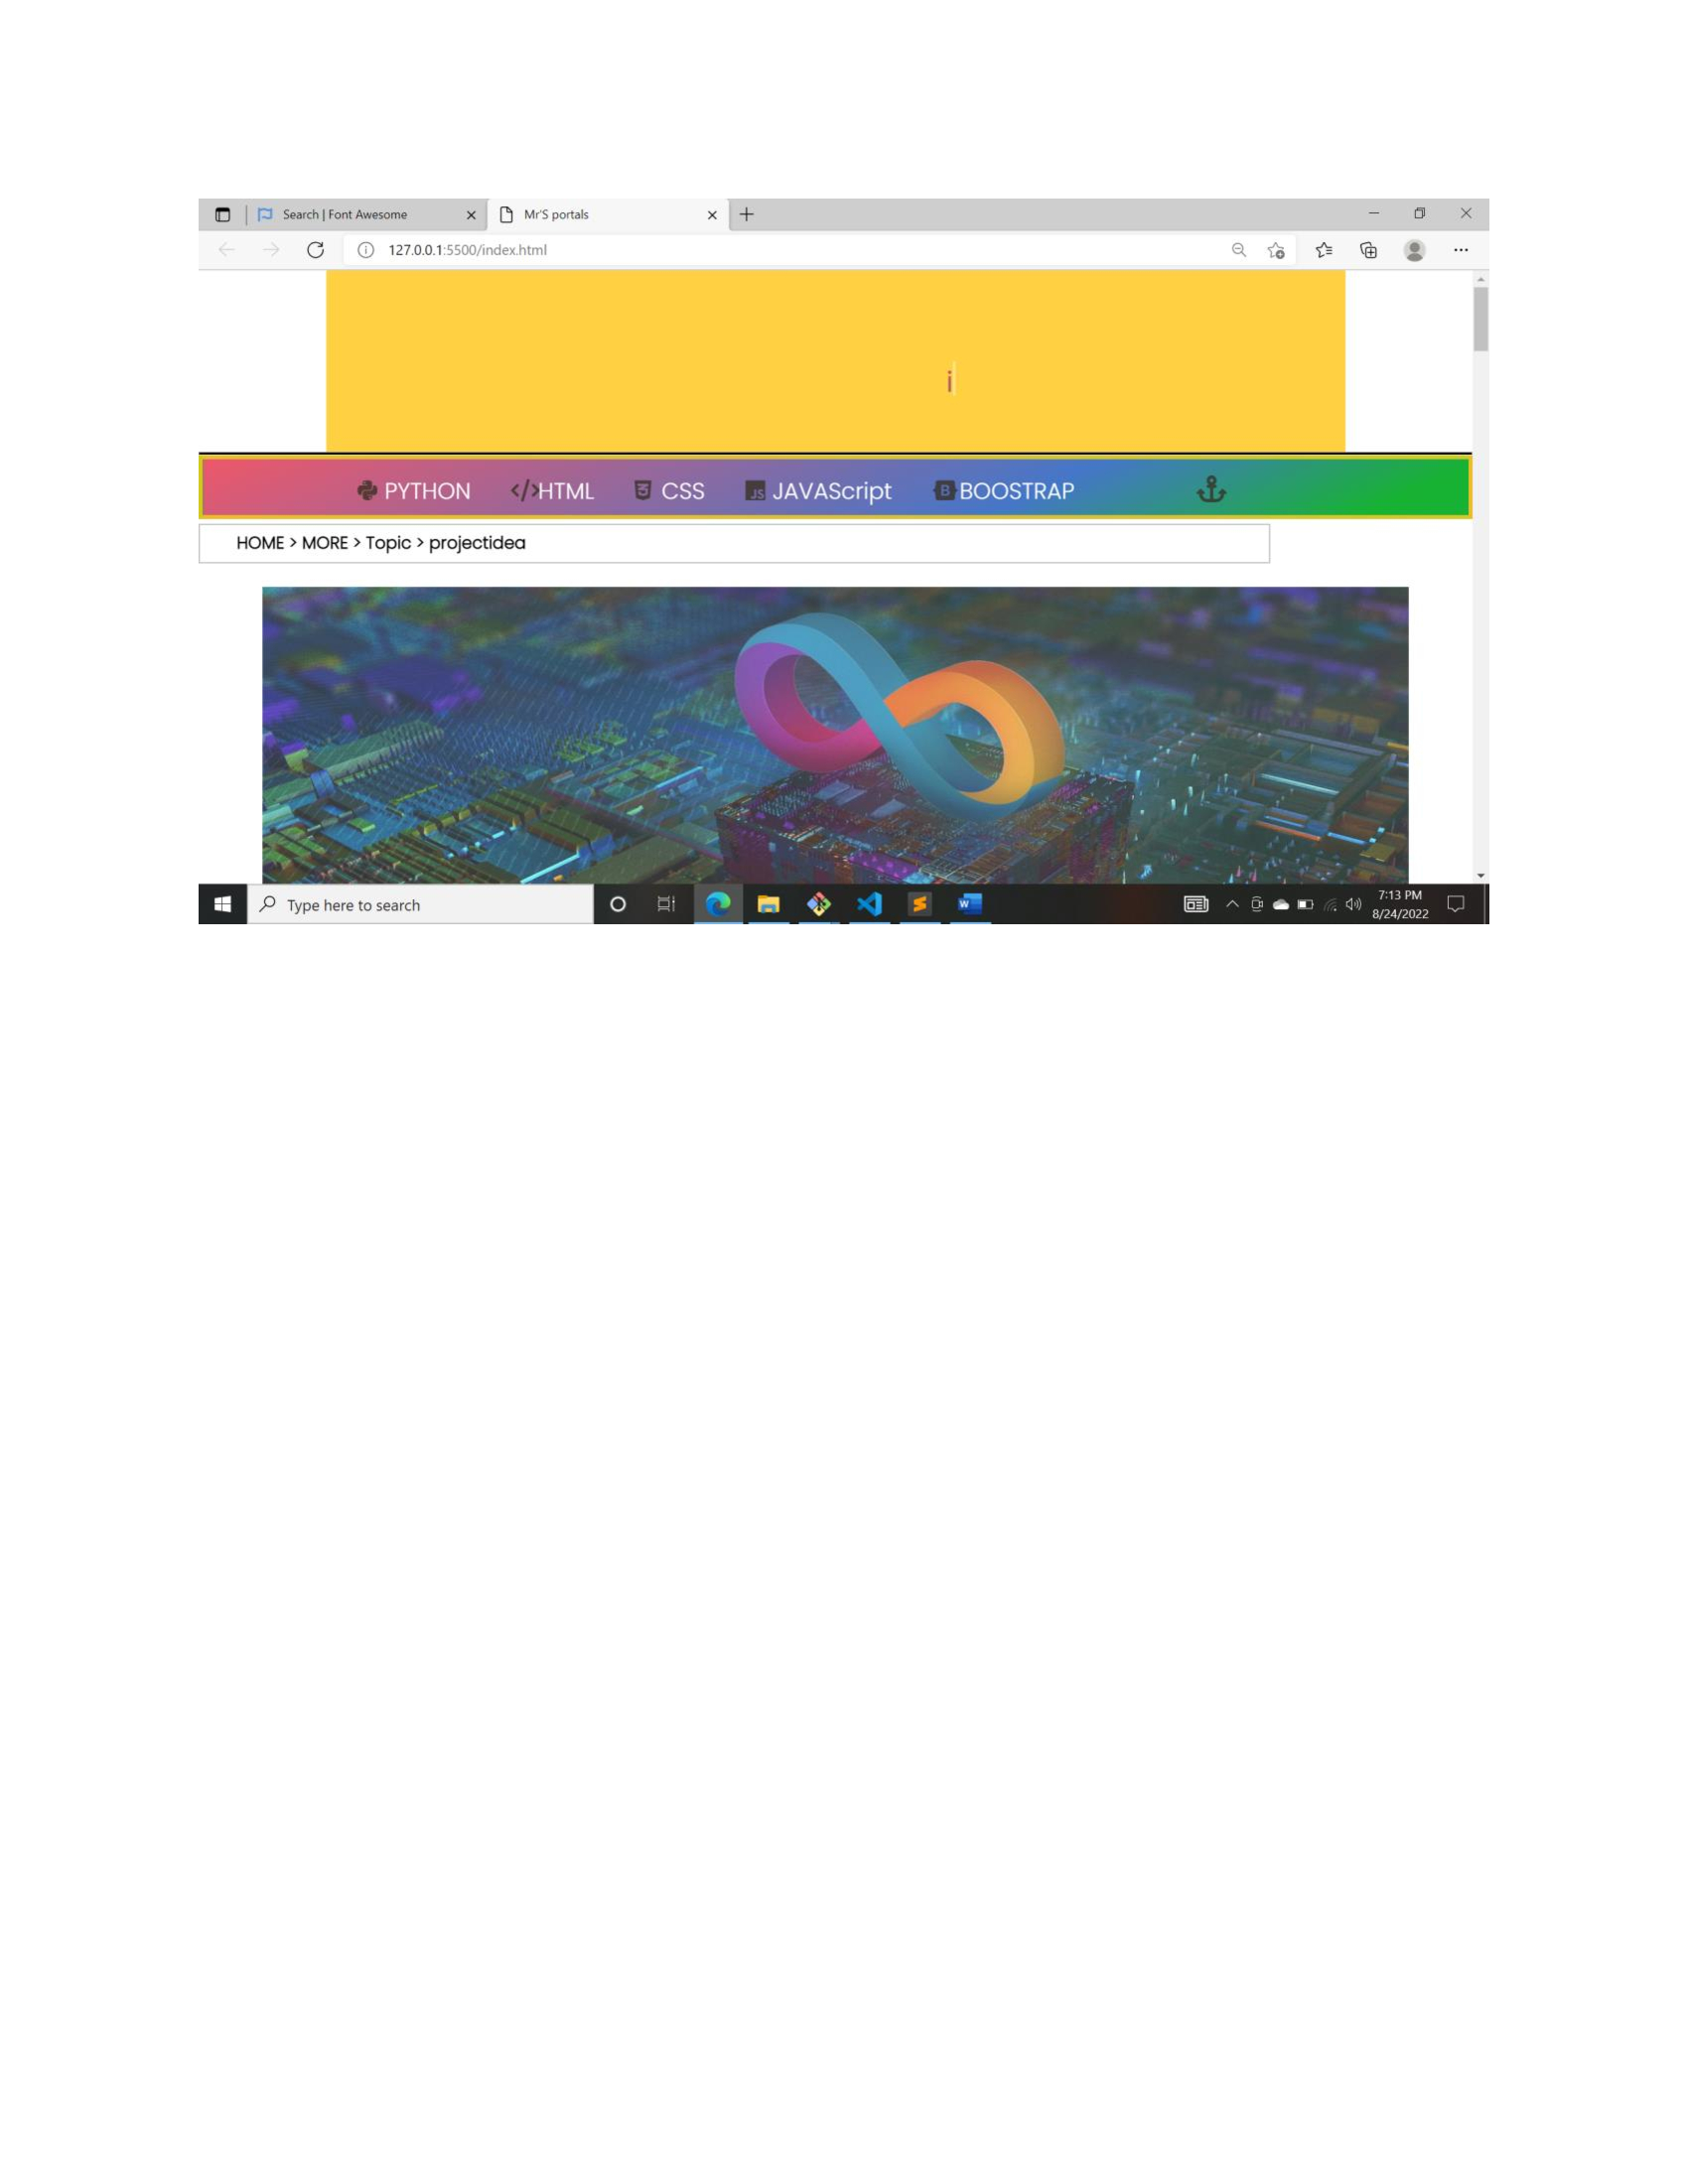 Search | Font Awesome
Mr'S portals
127.0.0.1:5500/index.html
i
PYTHON </>HTML CSS JS JAVAScript B BOOSTRAP
HOME > MORE > Topic > projectidea
Type here to search
W
7:13 PM
8/24/2022